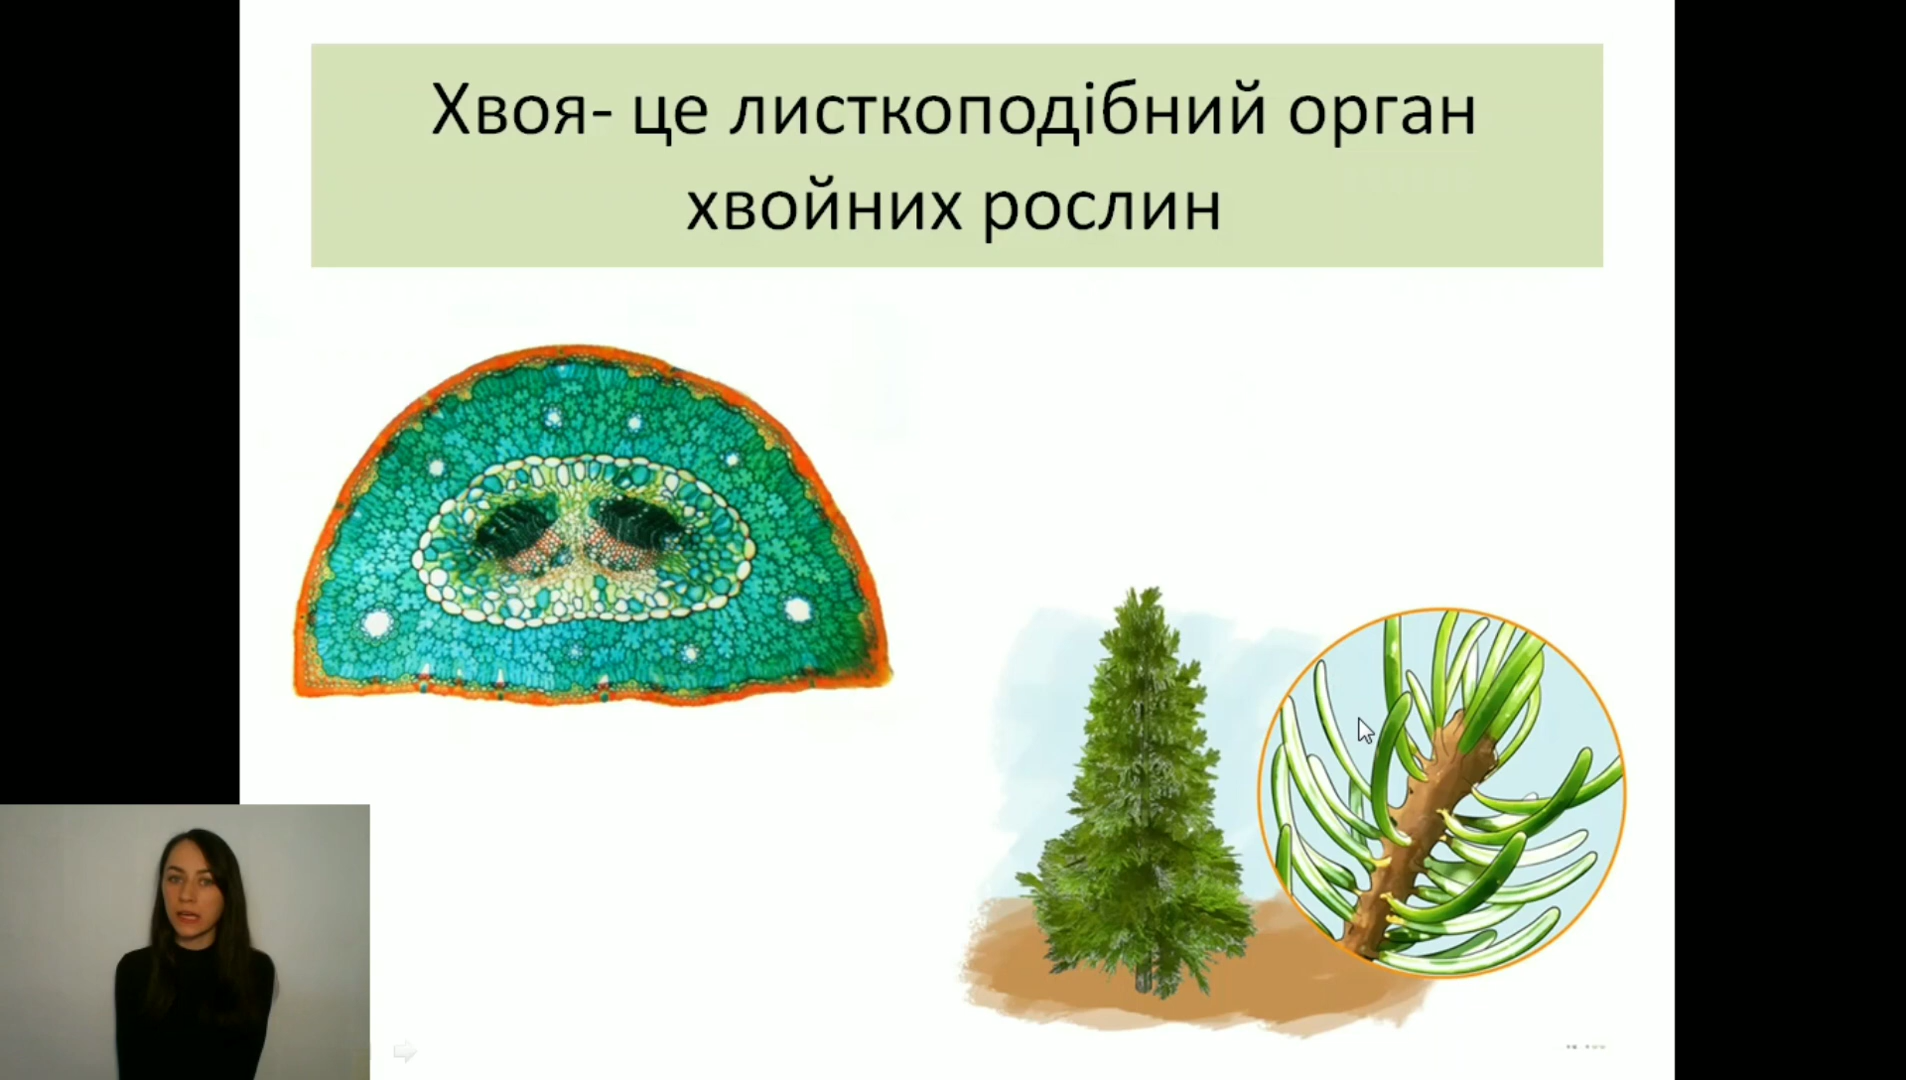 Хвоя- це листкоподібний орган
хвойних рослин